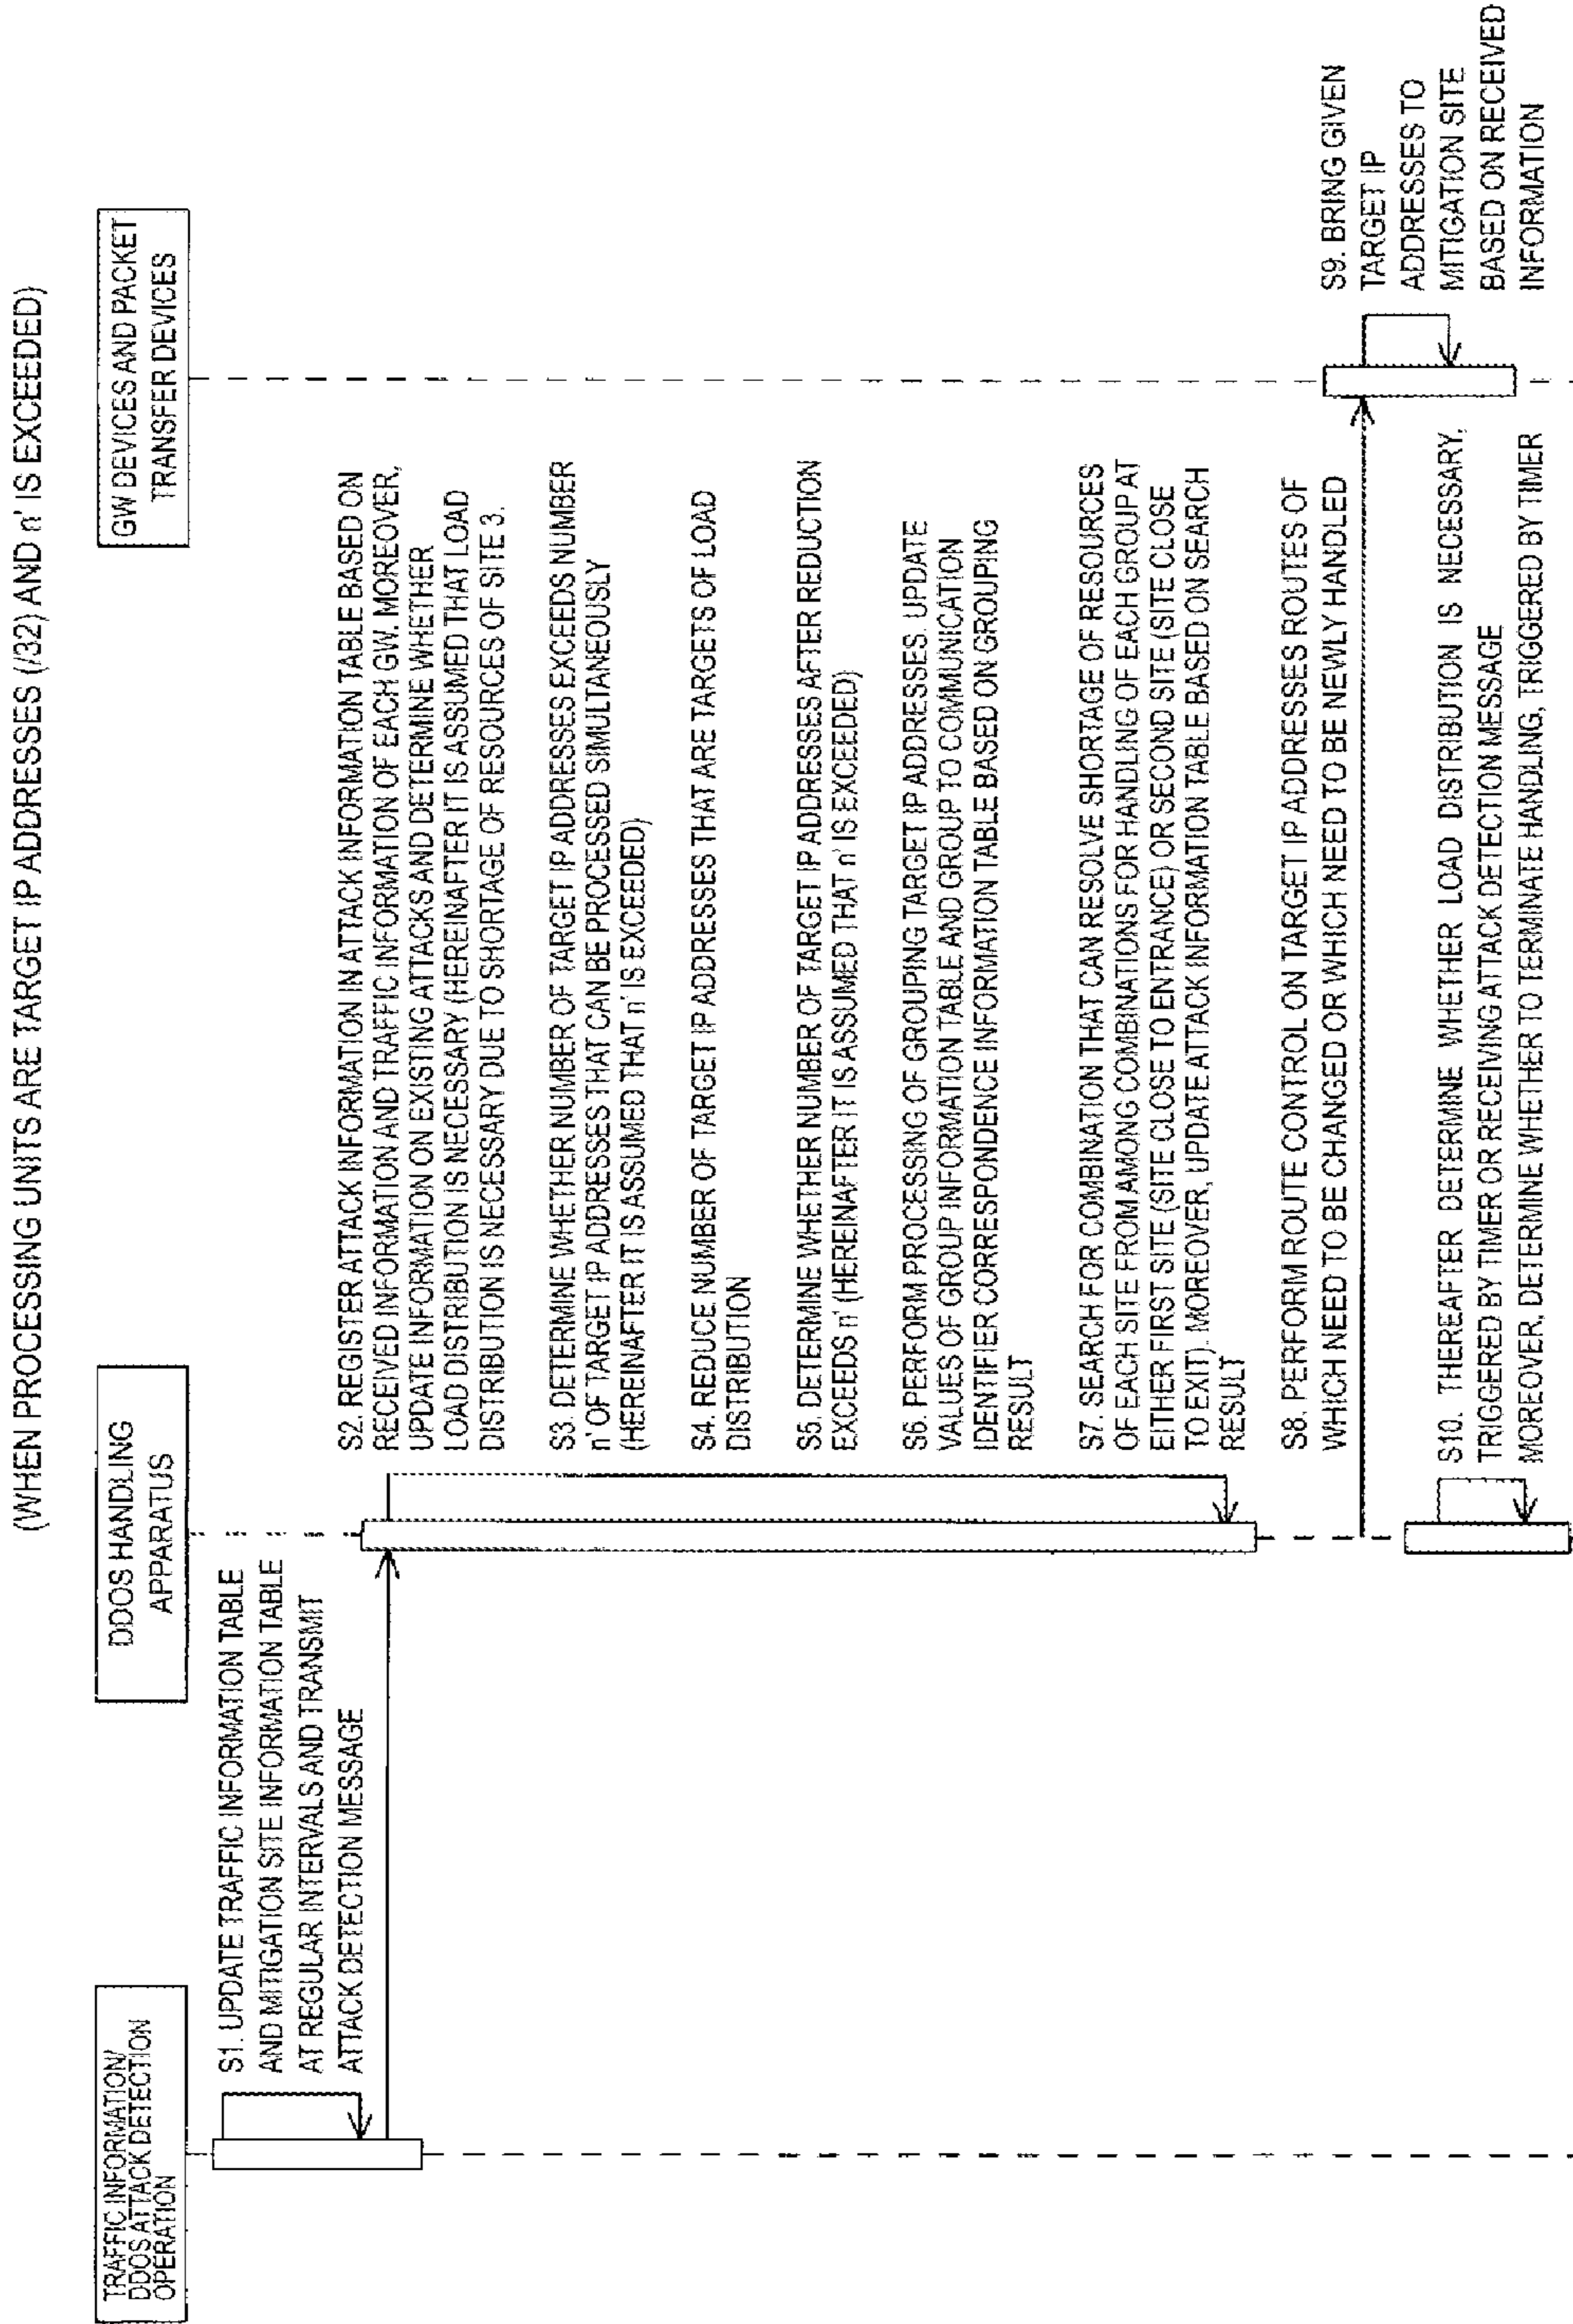 (WHEN PROCESSING UNITS ARE TARGET IP ADDRESSES (/32) AND n' IS EXCEEDED)
TRAFFIC INFORMATION/
DDOS ATTACK DETECTION
OPERATION
DDOS HANDLING
APPARATUS
GW DEVICES AND PACKET
TRANSFER DEVICES
S1. UPDATE TRAFFIC INFORMATION TABLE
AND MITIGATION SITE INFORMATION TABLE
AT REGULAR INTERVALS AND TRANSMIT
ATTACK DETECTION MESSAGE
S2. REGISTER ATTACK INFORMATION IN ATTACK INFORMATION TABLE BASED ON
RECEIVED INFORMATION AND TRAFFIC INFORMATION OF EACH GW. MOREOVER,
UPDATE INFORMATION ON EXISTING ATTACKS AND DETERMINE WHETHER
LOAD DISTRIBUTION IS NECESSARY (HEREINAFTER IT IS ASSUMED THAT LOAD
DISTRIBUTION IS NECESSARY DUE TO SHORTAGE OF RESOURCES OF SITE 3.
S3. DETERMINE WHETHER NUMBER OF TARGET IP ADDRESSES EXCEEDS NUMBER
n' OF TARGET IP ADDRESSES THAT CAN BE PROCESSED SIMULTANEOUSLY
(HEREINAFTER IT IS ASSUMED THAT n' IS EXCEEDED)
S4. REDUCE NUMBER OF TARGET IP ADDRESSES THAT ARE TARGETS OF LOAD
DISTRIBUTION
S5. DETERMINE WHETHER NUMBER OF TARGET IP ADDRESSES AFTER REDUCTION
EXCEEDS n' (HEREINAFTER IT IS ASSUMED THAT n' IS EXCEEDED)
S6. PERFORM PROCESSING OF GROUPING TARGET IP ADDRESSES. UPDATE
VALUES OF GROUP INFORMATION TABLE AND GROUP TO COMMUNICATION
IDENTIFIER CORRESPONDENCE INFORMATION TABLE BASED ON GROUPING
RESULT
S7. SEARCH FOR COMBINATION THAT CAN RESOLVE SHORTAGE OF RESOURCES
OF EACH SITE FROM AMONG COMBINATIONS FOR HANDLING OF EACH GROUP AT
EITHER FIRST SITE (SITE CLOSE TO ENTRANCE) OR SECOND SITE (SITE CLOSE
TO EXIT). MOREOVER, UPDATE ATTACK INFORMATION TABLE BASED ON SEARCH
RESULT
S8. PERFORM ROUTE CONTROL ON TARGET IP ADDRESSES ROUTES OF
WHICH NEED TO BE CHANGED OR WHICH NEED TO BE NEWLY HANDLED
S9. BRING GIVEN
TARGET IP
ADDRESSES TO
MITIGATION SITE
BASED ON RECEIVED
INFORMATION
S10. THEREAFTER DETERMINE WHETHER LOAD DISTRIBUTION IS NECESSARY,
TRIGGERED BY TIMER OR RECEIVING ATTACK DETECTION MESSAGE
MOREOVER, DETERMINE WHETHER TO TERMINATE HANDLING, TRIGGERED BY TIMER